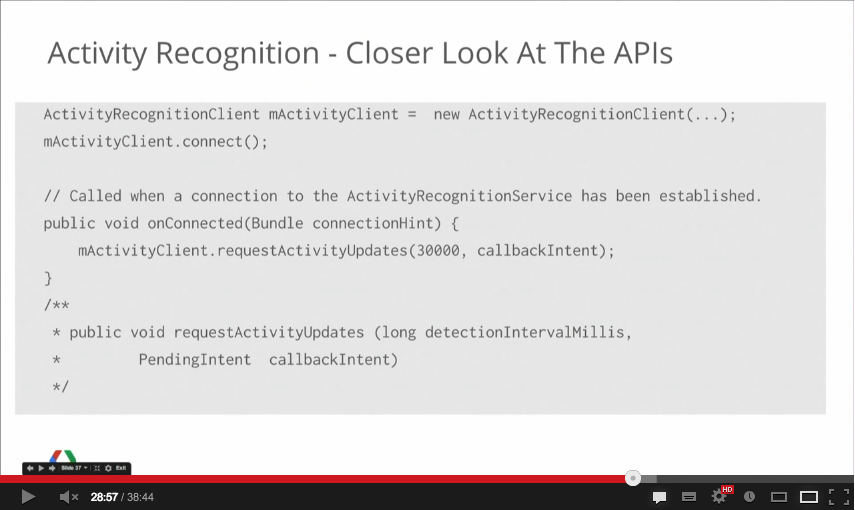 Activity Recognition - Closer Look At The APIs
ActivityRecognitionClient mActivityClient =  new ActivityRecognitionClient(...);
mActivityClient.connect();
// Called when a connection to the ActivityRecognitionService has been established.
public void onConnected(Bundle connectionHint) {
    mActivityClient.requestActivityUpdates(30000, callbackIntent);
}
/**
 * public void requestActivityUpdates (long detectionIntervalMillis,
 *         PendingIntent  callbackIntent)
 */
Slide 37 Exit
28:57 / 38:44 HD